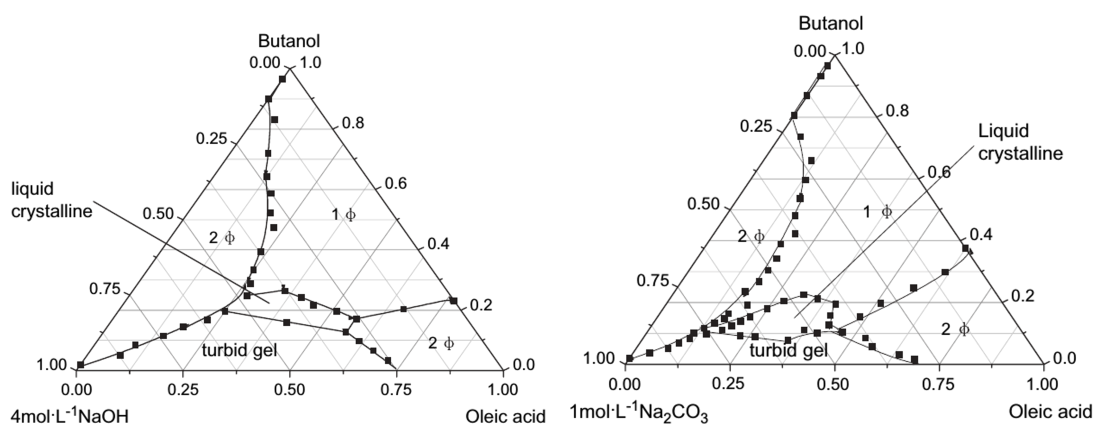 Butanol
0.00 1.0
0.25
0.8
liquid
crystalline
0.6
0.50
2 ϕ
1 ϕ
0.4
0.75
0.2
turbid gel
2 ϕ
1.00
0.0
0.00 0.25 0.50 0.75 1.00
4mol·L⁻¹NaOH
Oleic acid
Butanol
0.00 1.0
0.25
0.8
Liquid
crystalline
0.6
0.50
2 ϕ
1 ϕ
0.4
0.75
0.2
turbid gel
2 ϕ
1.00
0.0
0.00 0.25 0.50 0.75 1.00
1mol·L⁻¹Na₂CO₃
Oleic acid